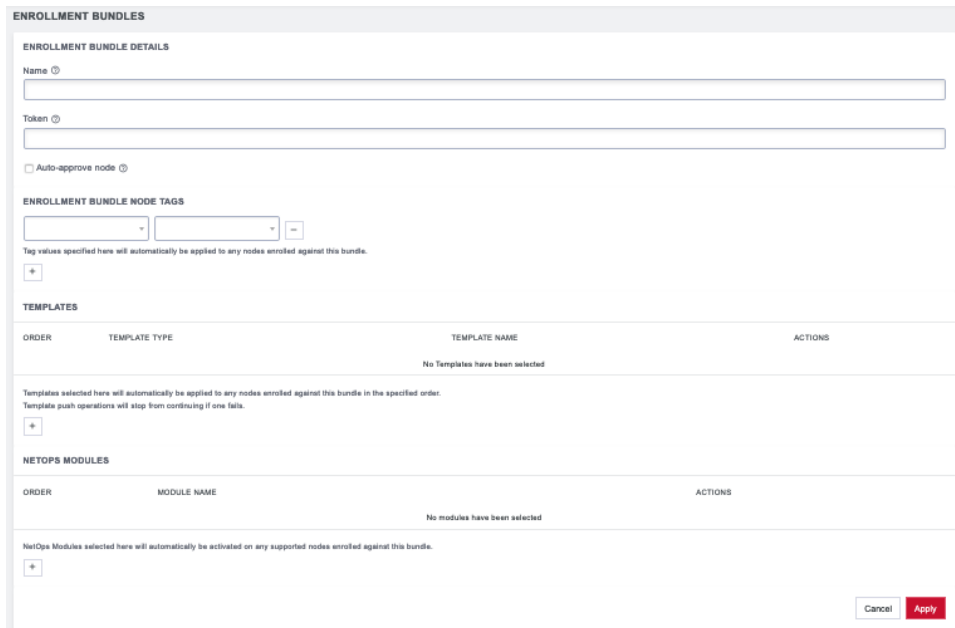 ENROLLMENT BUNDLES
ENROLLMENT BUNDLE DETAILS
Name
Token
Auto-approve node
ENROLLMENT BUNDLE NODE TAGS
Tag values specified here will automatically be applied to any nodes enrolled against this bundle.
TEMPLATES
ORDER TEMPLATE TYPE TEMPLATE NAME ACTIONS
No Templates have been selected
Templates selected here will automatically be applied to any nodes enrolled against this bundle in the specified order.
Template push operations will stop from continuing if one fails.
NETOPS MODULES
ORDER MODULE NAME ACTIONS
No modules have been selected
NetOps Modules selected here will automatically be activated on any supported nodes enrolled against this bundle.
Cancel Apply